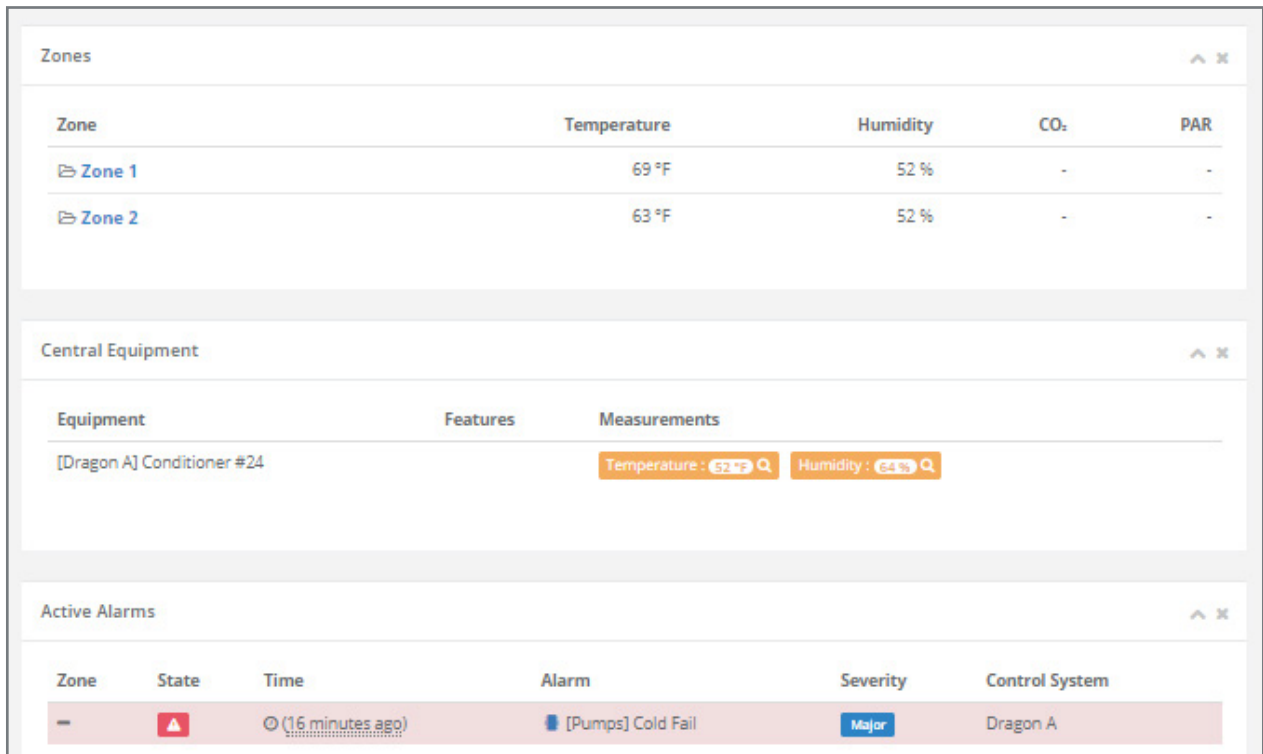 Zones
Zone Temperature Humidity CO₂ PAR
Zone 1 69 °F 52 % - -
Zone 2 63 °F 52 % - -
Central Equipment
Equipment Features Measurements
[Dragon A] Conditioner #24 Temperature : 52 °F Humidity : 64 %
Active Alarms
Zone State Time Alarm Severity Control System
– (16 minutes ago) [Pumps] Cold Fail Major Dragon A